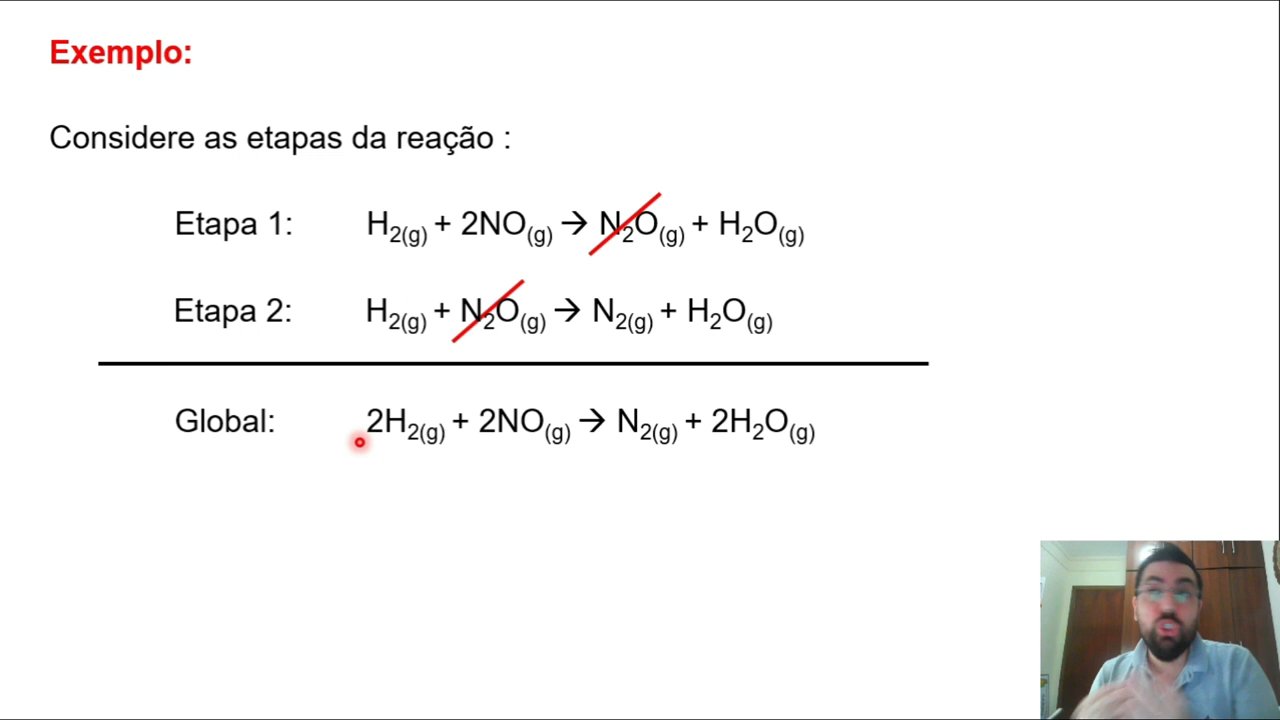 Exemplo:
Considere as etapas da reação :
Etapa 1: H₂(g) + 2NO(g) → N₂O(g) + H₂O(g)
Etapa 2: H₂(g) + N₂O(g) → N₂(g) + H₂O(g)
Global: 2H₂(g) + 2NO(g) → N₂(g) + 2H₂O(g)